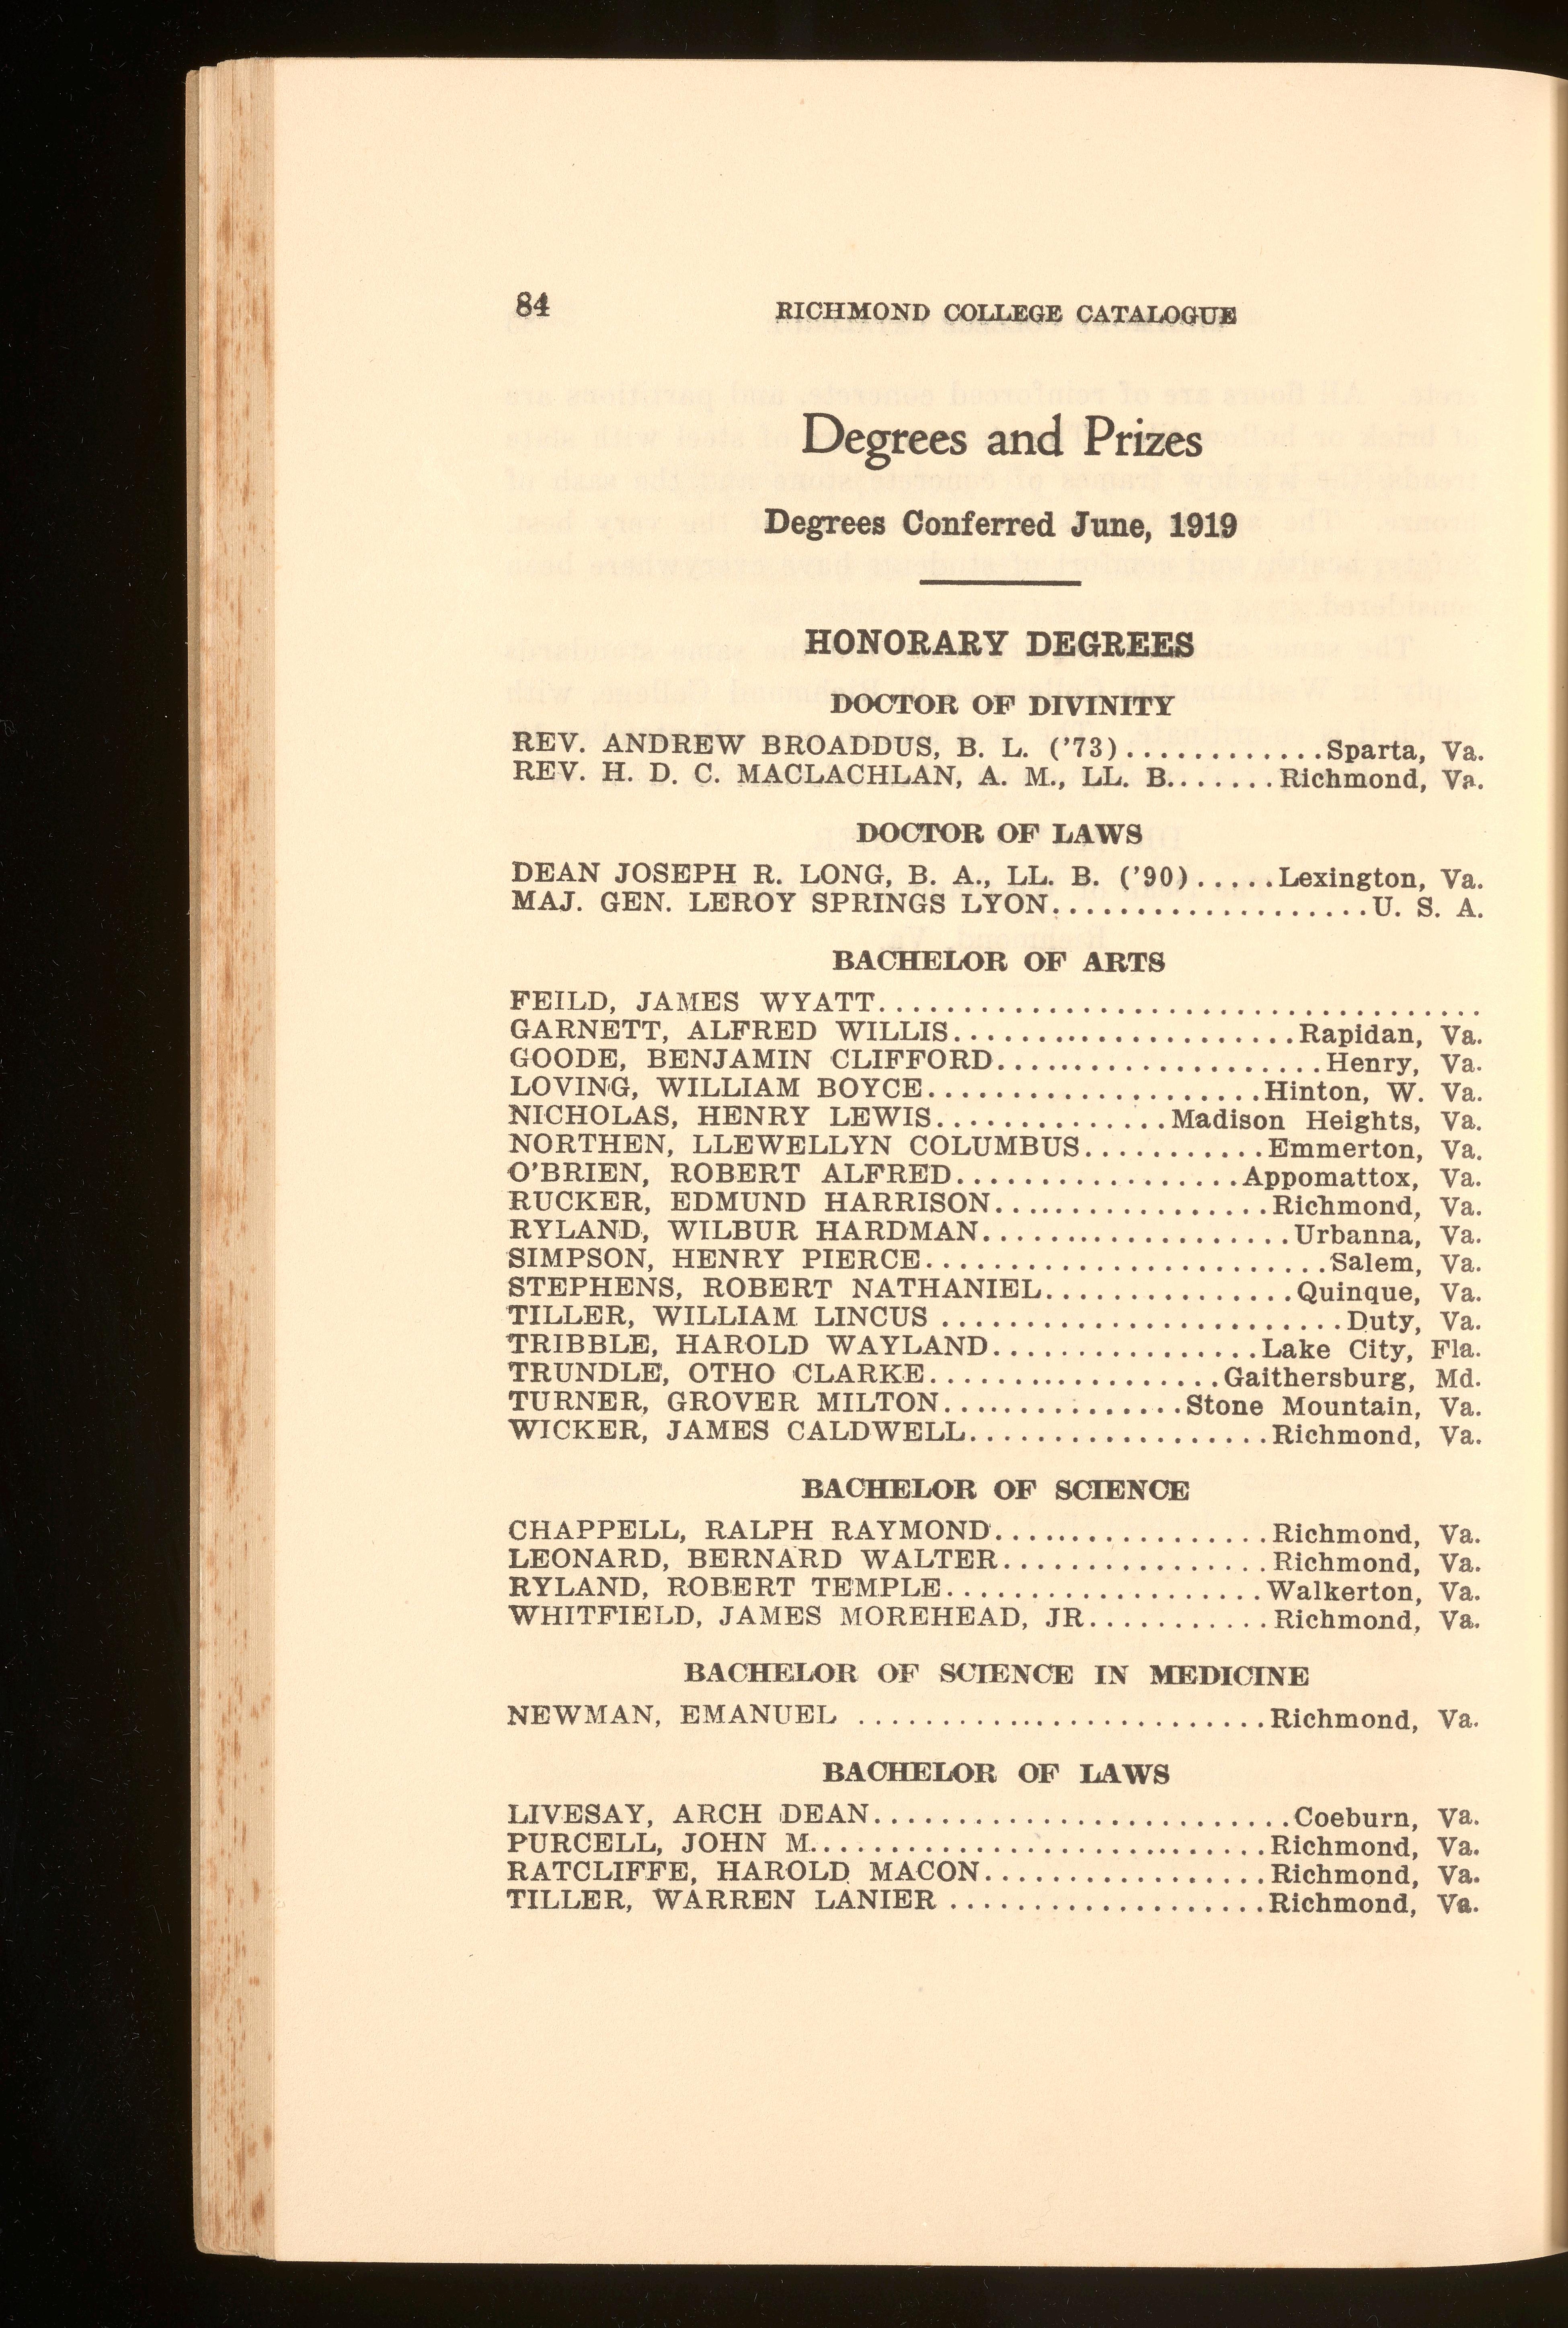 84 RICHMOND COLLEGE CATALOGUE
Degrees and Prizes
Degrees Conferred June, 1919
HONORARY DEGREES
DOCTOR OF DIVINITY
REV. ANDREW BROADDUS, B. L. ('73)............Sparta, Va.
REV. H. D. C. MACLACHLAN, A. M., LL. B.......Richmond, Va.
DOCTOR OF LAWS
DEAN JOSEPH R. LONG, B. A., LL. B. ('90).....Lexington, Va.
MAJ. GEN. LEROY SPRINGS LYON...................U. S. A.
BACHELOR OF ARTS
FEILD, JAMES WYATT.....................................
GARNETT, ALFRED WILLIS.....................Rapidan, Va.
GOODE, BENJAMIN CLIFFORD....................Henry, Va.
LOVING, WILLIAM BOYCE....................Hinton, W. Va.
NICHOLAS, HENRY LEWIS..............Madison Heights, Va.
NORTHEN, LLEWELLYN COLUMBUS...........Emmerton, Va.
O'BRIEN, ROBERT ALFRED.................Appomattox, Va.
RUCKER, EDMUND HARRISON.................Richmond, Va.
RYLAND, WILBUR HARDMAN...................Urbanna, Va.
SIMPSON, HENRY PIERCE........................Salem, Va.
STEPHENS, ROBERT NATHANIEL...............Quinque, Va.
TILLER, WILLIAM LINCUS ........................Duty, Va.
TRIBBLE, HAROLD WAYLAND................Lake City, Fla.
TRUNDLE, OTHO CLARKE..................Gaithersburg, Md.
TURNER, GROVER MILTON...............Stone Mountain, Va.
WICKER, JAMES CALDWELL..................Richmond, Va.
BACHELOR OF SCIENCE
CHAPPELL, RALPH RAYMOND.................Richmond, Va.
LEONARD, BERNARD WALTER................Richmond, Va.
RYLAND, ROBERT TEMPLE...................Walkerton, Va.
WHITFIELD, JAMES MOREHEAD, JR...........Richmond, Va.
BACHELOR OF SCIENCE IN MEDICINE
NEWMAN, EMANUEL .........................Richmond, Va.
BACHELOR OF LAWS
LIVESAY, ARCH DEAN.........................Coeburn, Va.
PURCELL, JOHN M............................Richmond, Va.
RATCLIFFE, HAROLD MACON.................Richmond, Va.
TILLER, WARREN LANIER ...................Richmond, Va.